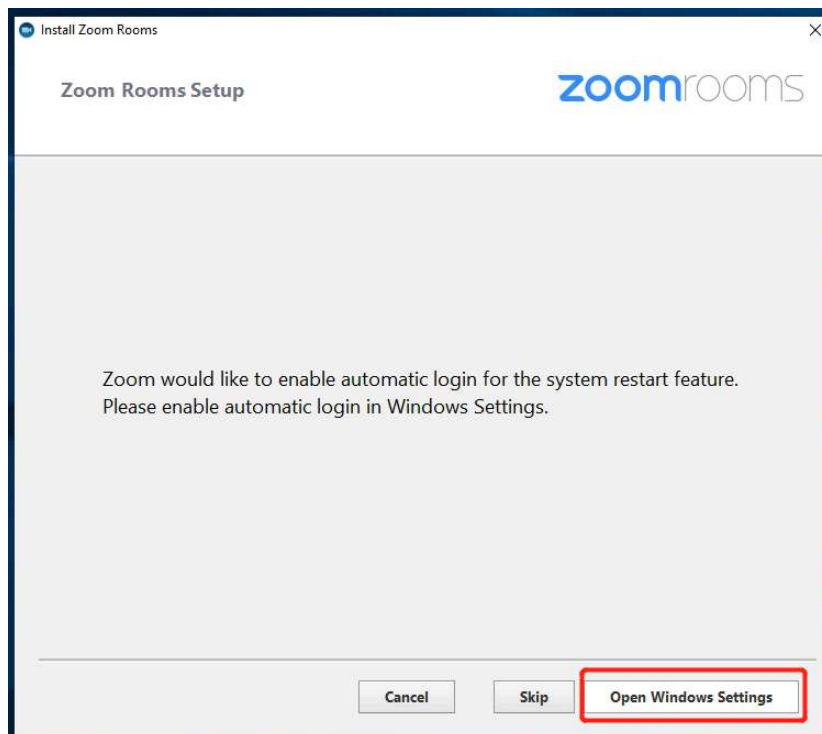 Install Zoom Rooms
Zoom Rooms Setup
zoomrooms
Zoom would like to enable automatic login for the system restart feature.
Please enable automatic login in Windows Settings.
Cancel
Skip
Open Windows Settings